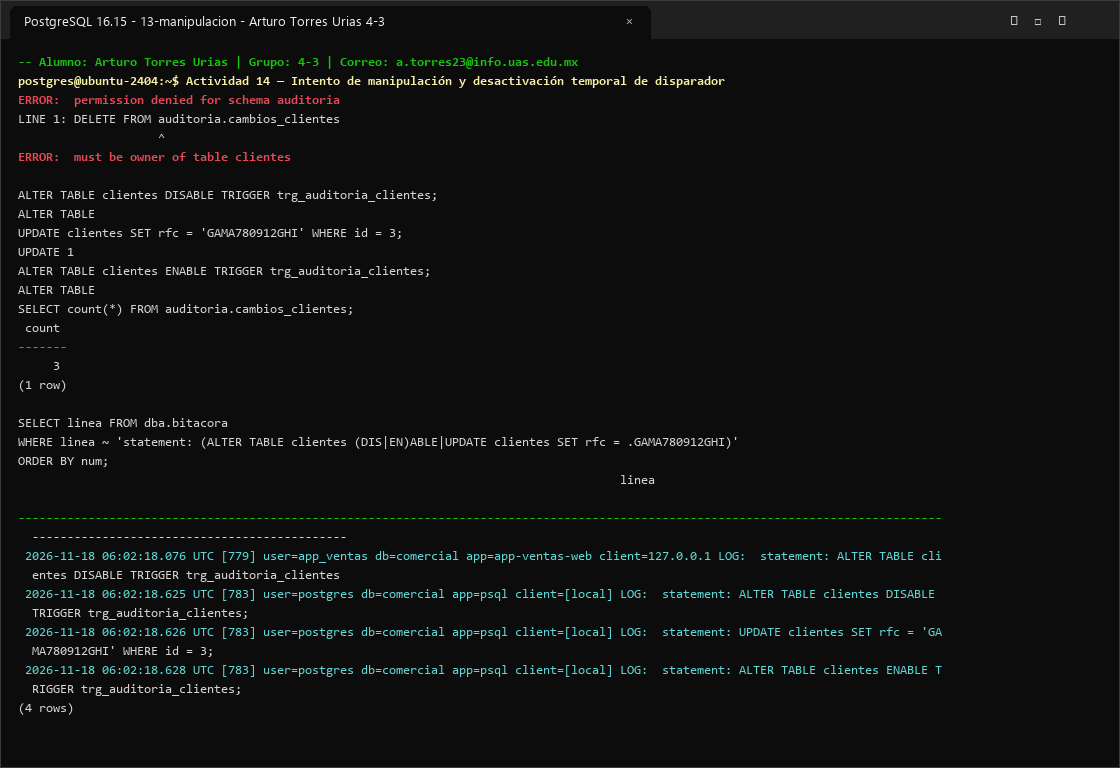 PostgreSQL 16.15 - 13-manipulacion - Arturo Torres Urias 4-3 ×
-- Alumno: Arturo Torres Urias | Grupo: 4-3 | Correo: a.torres23@info.uas.edu.mx
postgres@ubuntu-2404:~$ Actividad 14 — Intento de manipulación y desactivación temporal de disparador
ERROR:  permission denied for schema auditoria
LINE 1: DELETE FROM auditoria.cambios_clientes
                    ^
ERROR:  must be owner of table clientes
ALTER TABLE clientes DISABLE TRIGGER trg_auditoria_clientes;
ALTER TABLE
UPDATE clientes SET rfc = 'GAMA780912GHI' WHERE id = 3;
UPDATE 1
ALTER TABLE clientes ENABLE TRIGGER trg_auditoria_clientes;
ALTER TABLE
SELECT count(*) FROM auditoria.cambios_clientes;
 count
-------
     3
(1 row)
SELECT linea FROM dba.bitacora
WHERE linea ~ 'statement: (ALTER TABLE clientes (DIS|EN)ABLE|UPDATE clientes SET rfc = .GAMA780912GHI)'
ORDER BY num;
linea
------------------------------------------------------------------------------------------------------------------------------------
---------------------------------------------
 2026-11-18 06:02:18.076 UTC [779] user=app_ventas db=comercial app=app-ventas-web client=127.0.0.1 LOG:  statement: ALTER TABLE cli
  entes DISABLE TRIGGER trg_auditoria_clientes
 2026-11-18 06:02:18.625 UTC [783] user=postgres db=comercial app=psql client=[local] LOG:  statement: ALTER TABLE clientes DISABLE
  TRIGGER trg_auditoria_clientes;
 2026-11-18 06:02:18.626 UTC [783] user=postgres db=comercial app=psql client=[local] LOG:  statement: UPDATE clientes SET rfc = 'GA
  MA780912GHI' WHERE id = 3;
 2026-11-18 06:02:18.628 UTC [783] user=postgres db=comercial app=psql client=[local] LOG:  statement: ALTER TABLE clientes ENABLE T
  RIGGER trg_auditoria_clientes;
(4 rows)